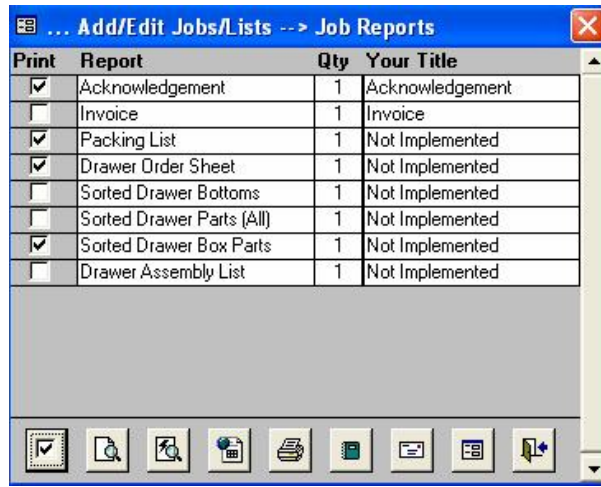 ... Add/Edit Jobs/Lists --> Job Reports
Print Report Qty Your Title
Acknowledgement 1 Acknowledgement
Invoice 1 Invoice
Packing List 1 Not Implemented
Drawer Order Sheet 1 Not Implemented
Sorted Drawer Bottoms 1 Not Implemented
Sorted Drawer Parts (All) 1 Not Implemented
Sorted Drawer Box Parts 1 Not Implemented
Drawer Assembly List 1 Not Implemented